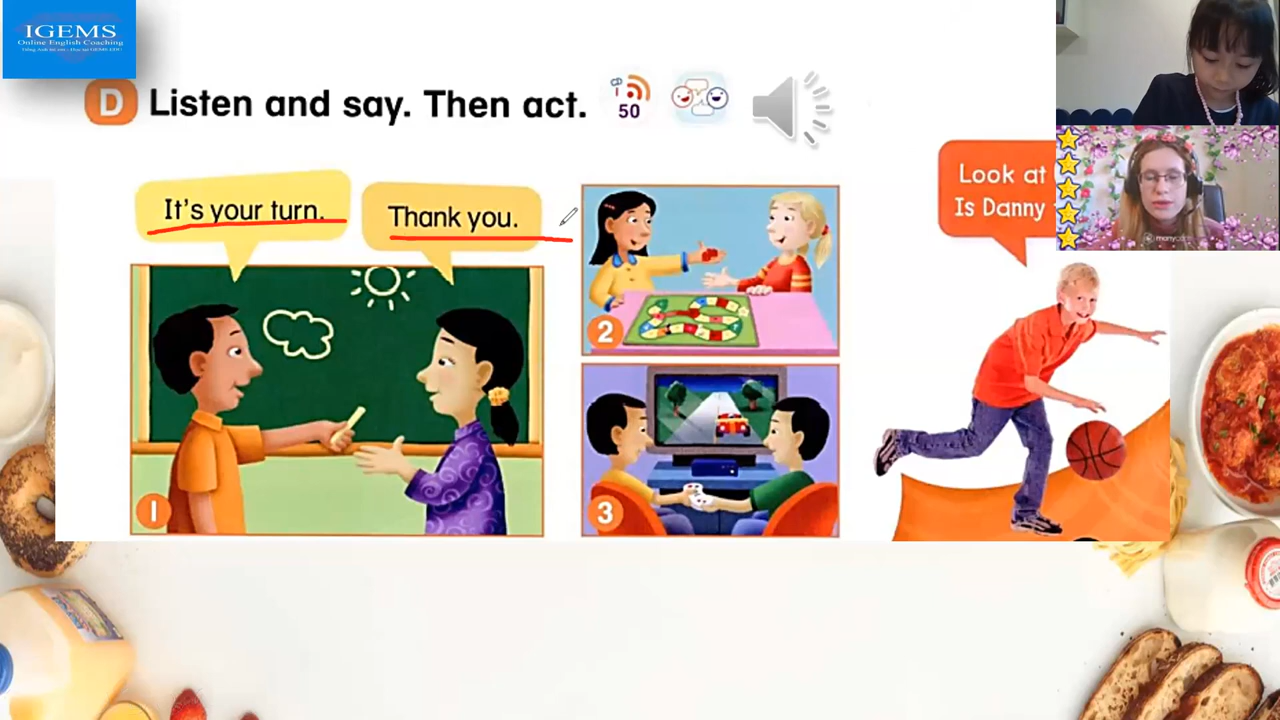 IGEMS
Online English Coaching
D Listen and say. Then act.
50
It's your turn.
Thank you.
Look at
Is Danny
1
2
3